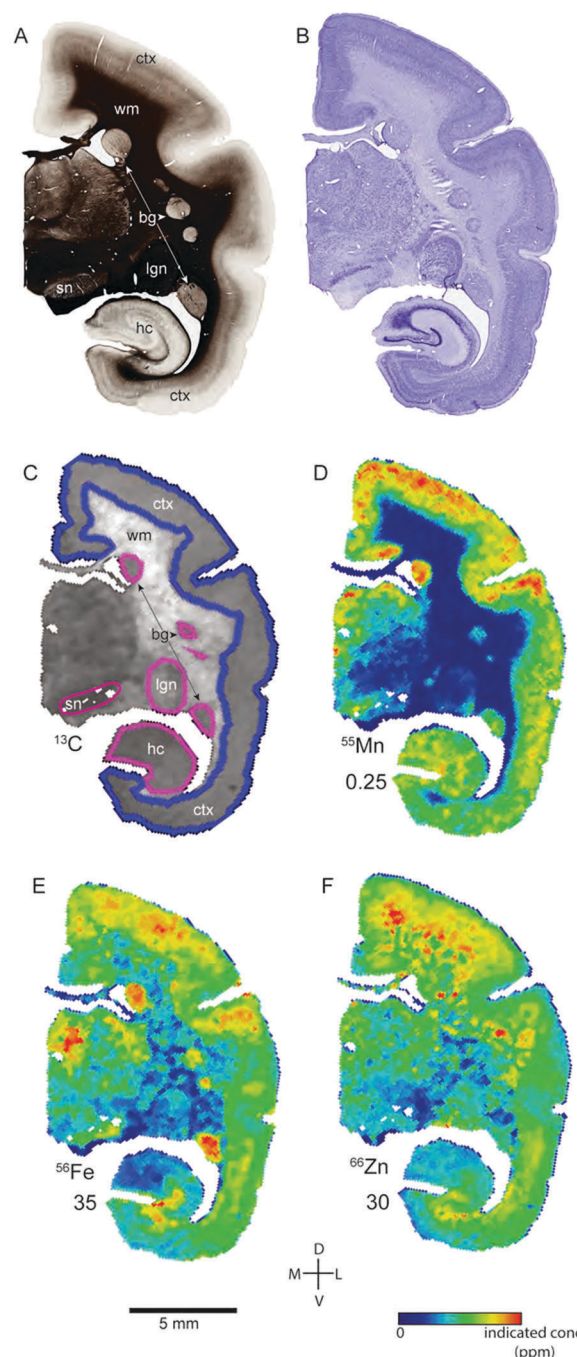 A
ctx
wm
bg
lgn
sn
hc
ctx
B
C
ctx
wm
bg
lgn
sn
¹³C
hc
ctx
D
⁵⁵Mn
0.25
E
⁵⁶Fe
35
F
⁶⁶Zn
30
D
M L
V
5 mm
0 indicated conc
(ppm)